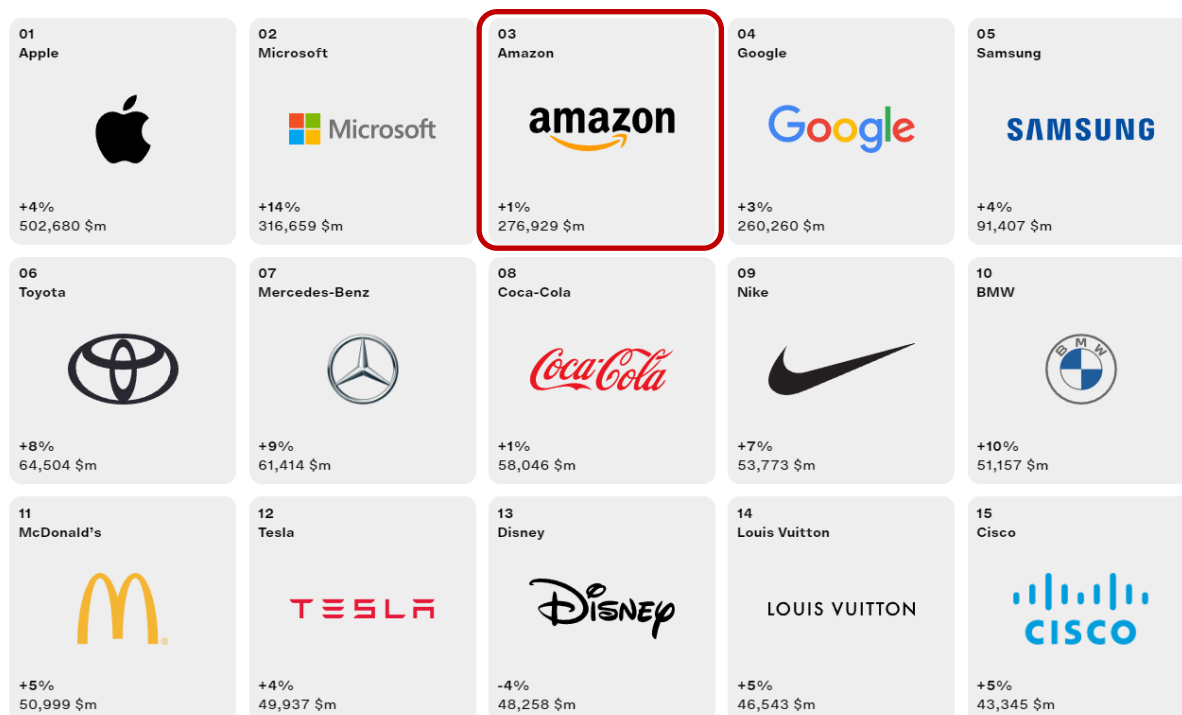 01
Apple
+4%
502,680 $m
02
Microsoft
Microsoft
+14%
316,659 $m
03
Amazon
amazon
+1%
276,929 $m
04
Google
Google
+3%
260,260 $m
05
Samsung
SAMSUNG
+4%
91,407 $m
06
Toyota
+8%
64,504 $m
07
Mercedes-Benz
+9%
61,414 $m
08
Coca-Cola
Coca-Cola
+1%
58,046 $m
09
Nike
+7%
53,773 $m
10
BMW
BMW
+10%
51,157 $m
11
McDonald's
®
+5%
50,999 $m
12
Tesla
TESLA
+4%
49,937 $m
13
Disney
Disney
-4%
48,258 $m
14
Louis Vuitton
LOUIS VUITTON
+5%
46,543 $m
15
Cisco
CISCO
+5%
43,345 $m